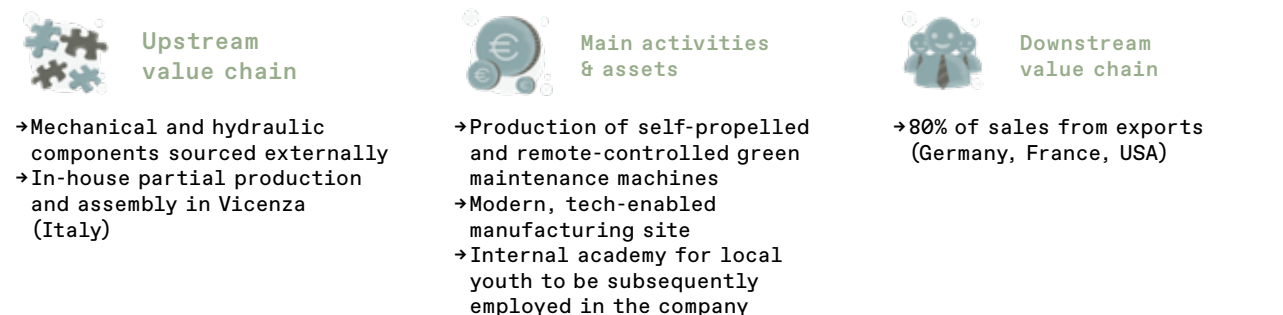 Upstream
value chain
→Mechanical and hydraulic
components sourced externally
→In-house partial production
and assembly in Vicenza
(Italy)
Main activities
& assets
→Production of self-propelled
and remote-controlled green
maintenance machines
→Modern, tech-enabled
manufacturing site
→Internal academy for local
youth to be subsequently
employed in the company
Downstream
value chain
→80% of sales from exports
(Germany, France, USA)